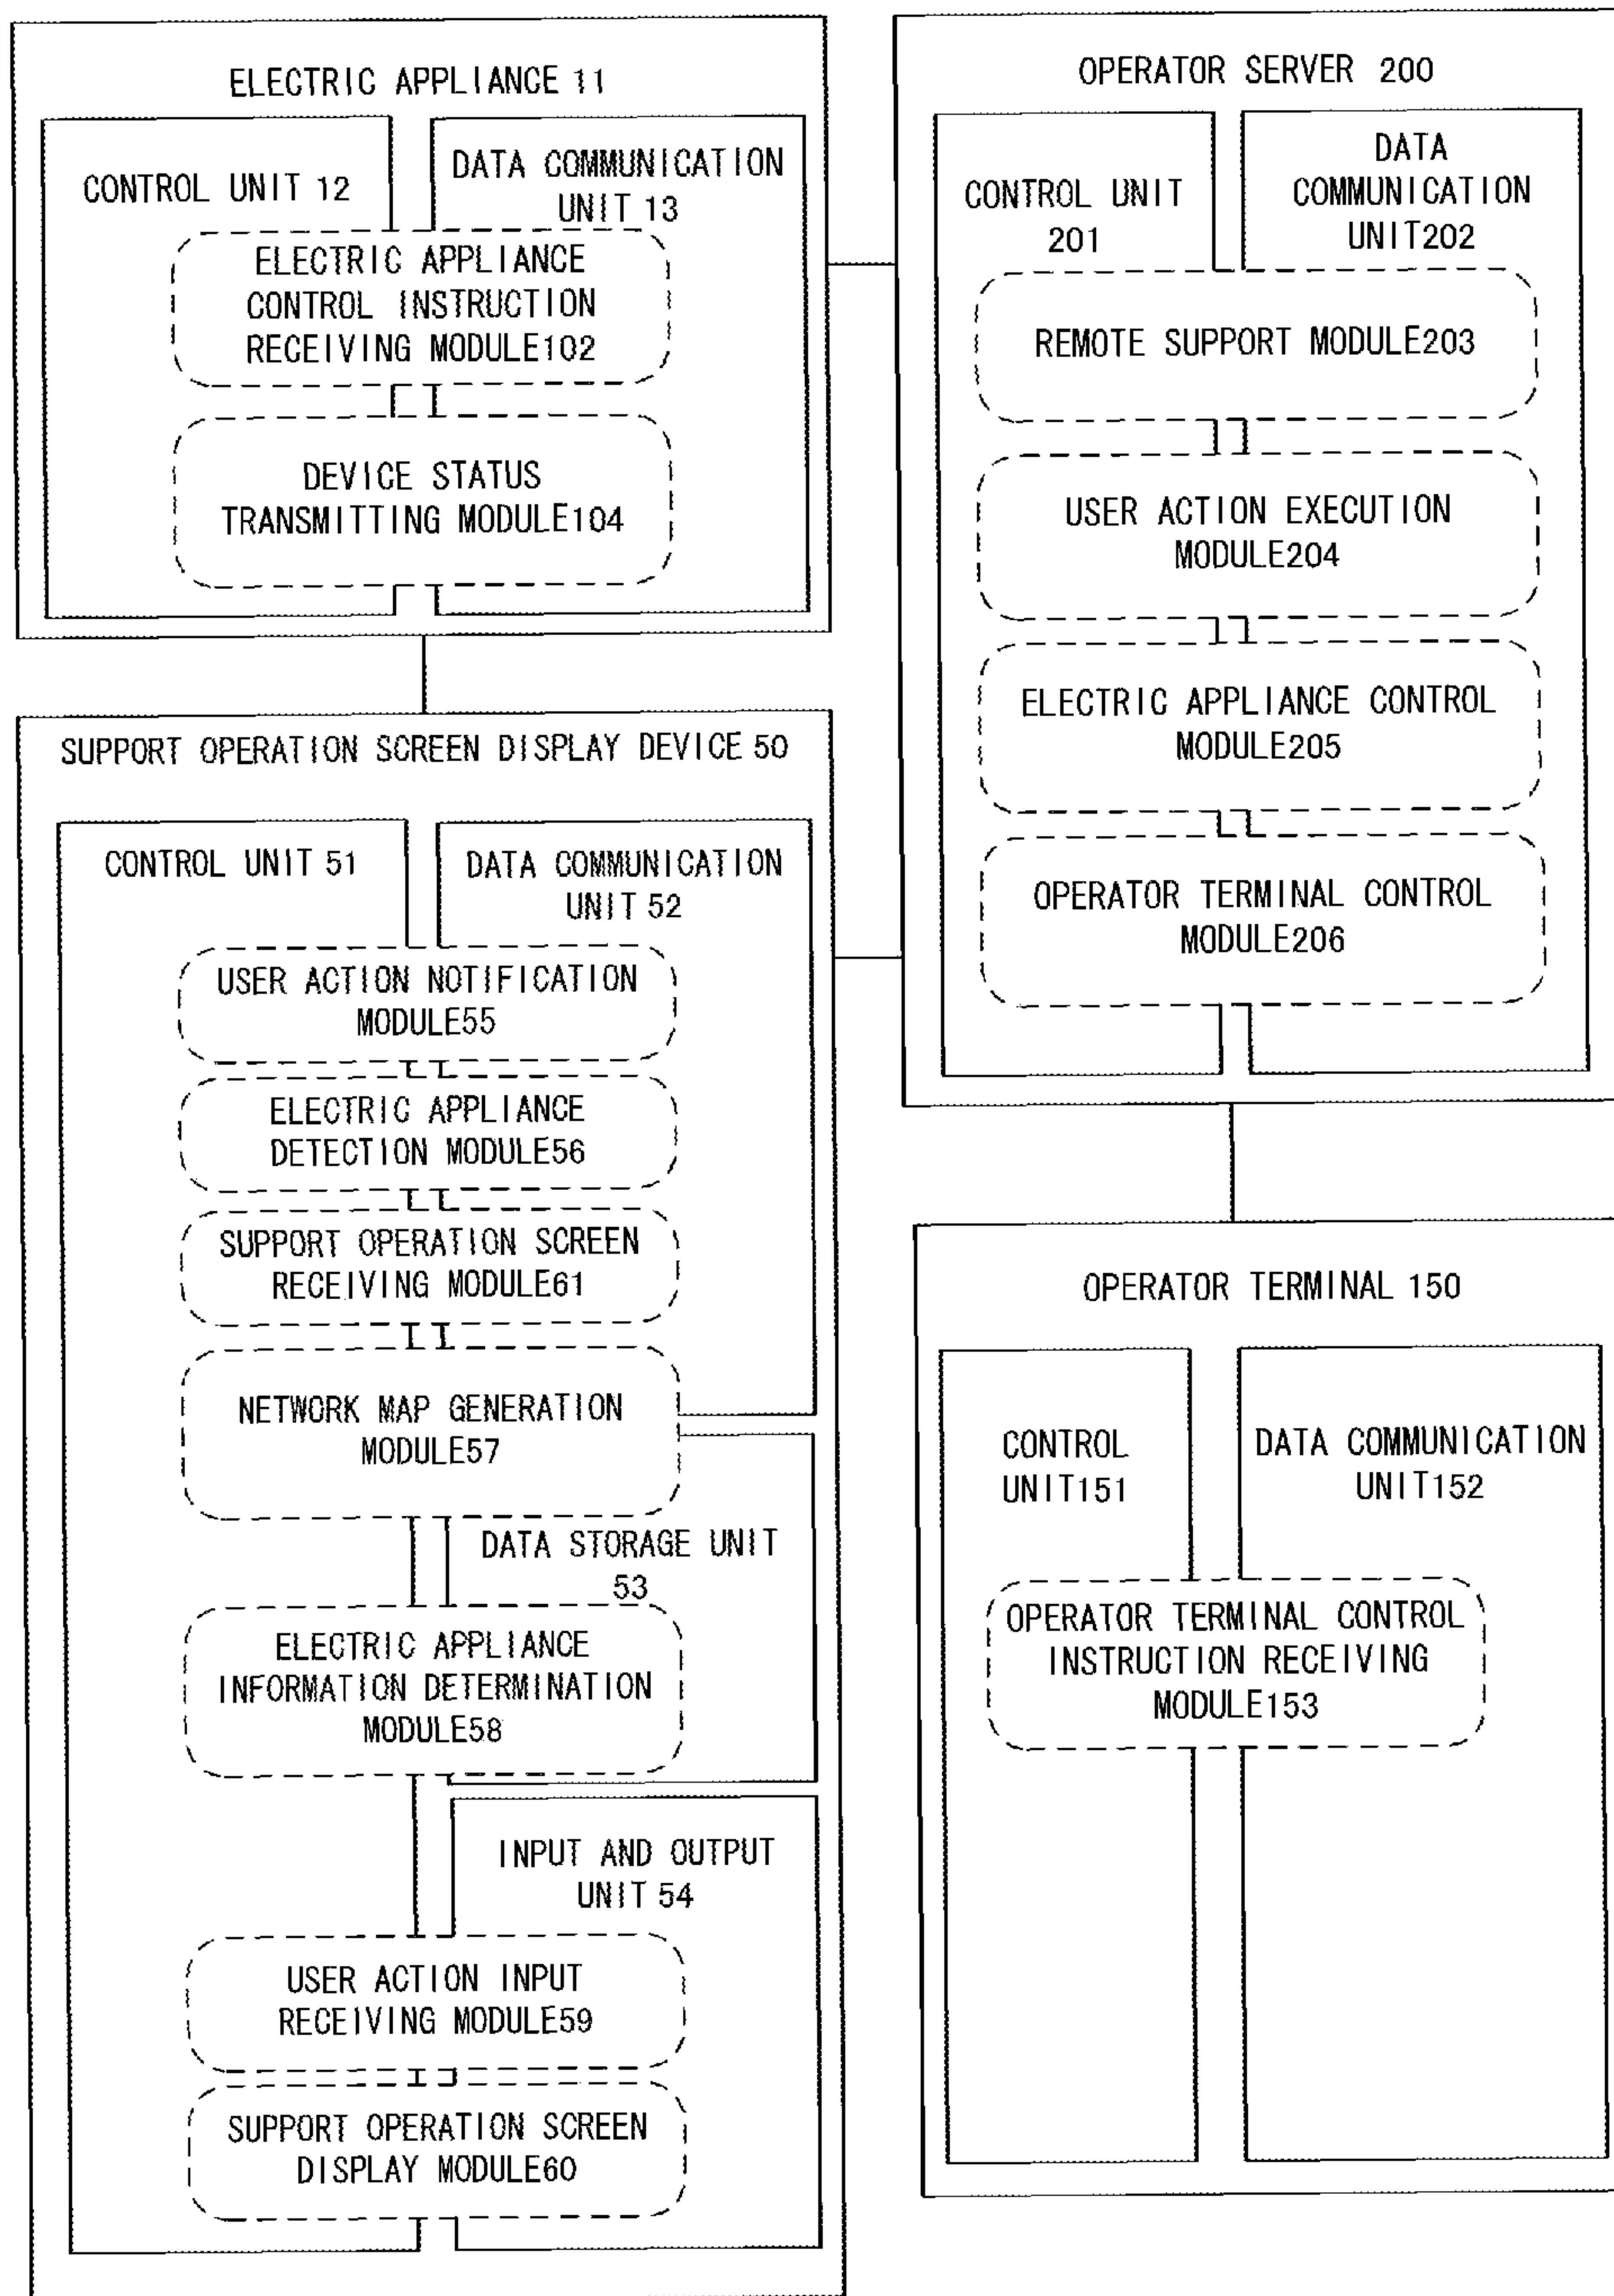 ELECTRIC APPLIANCE 11
CONTROL UNIT 12
DATA COMMUNICATION
UNIT 13
ELECTRIC APPLIANCE
CONTROL INSTRUCTION
RECEIVING MODULE102
DEVICE STATUS
TRANSMITTING MODULE104
SUPPORT OPERATION SCREEN DISPLAY DEVICE 50
CONTROL UNIT 51
DATA COMMUNICATION
UNIT 52
USER ACTION NOTIFICATION
MODULE55
ELECTRIC APPLIANCE
DETECTION MODULE56
SUPPORT OPERATION SCREEN
RECEIVING MODULE61
NETWORK MAP GENERATION
MODULE57
DATA STORAGE UNIT
53
ELECTRIC APPLIANCE
INFORMATION DETERMINATION
MODULE58
INPUT AND OUTPUT
UNIT 54
USER ACTION INPUT
RECEIVING MODULE59
SUPPORT OPERATION SCREEN
DISPLAY MODULE60
OPERATOR SERVER 200
CONTROL UNIT
201
DATA
COMMUNICATION
UNIT202
REMOTE SUPPORT MODULE203
USER ACTION EXECUTION
MODULE204
ELECTRIC APPLIANCE CONTROL
MODULE205
OPERATOR TERMINAL CONTROL
MODULE206
OPERATOR TERMINAL 150
CONTROL
UNIT151
DATA COMMUNICATION
UNIT152
OPERATOR TERMINAL CONTROL
INSTRUCTION RECEIVING
MODULE153